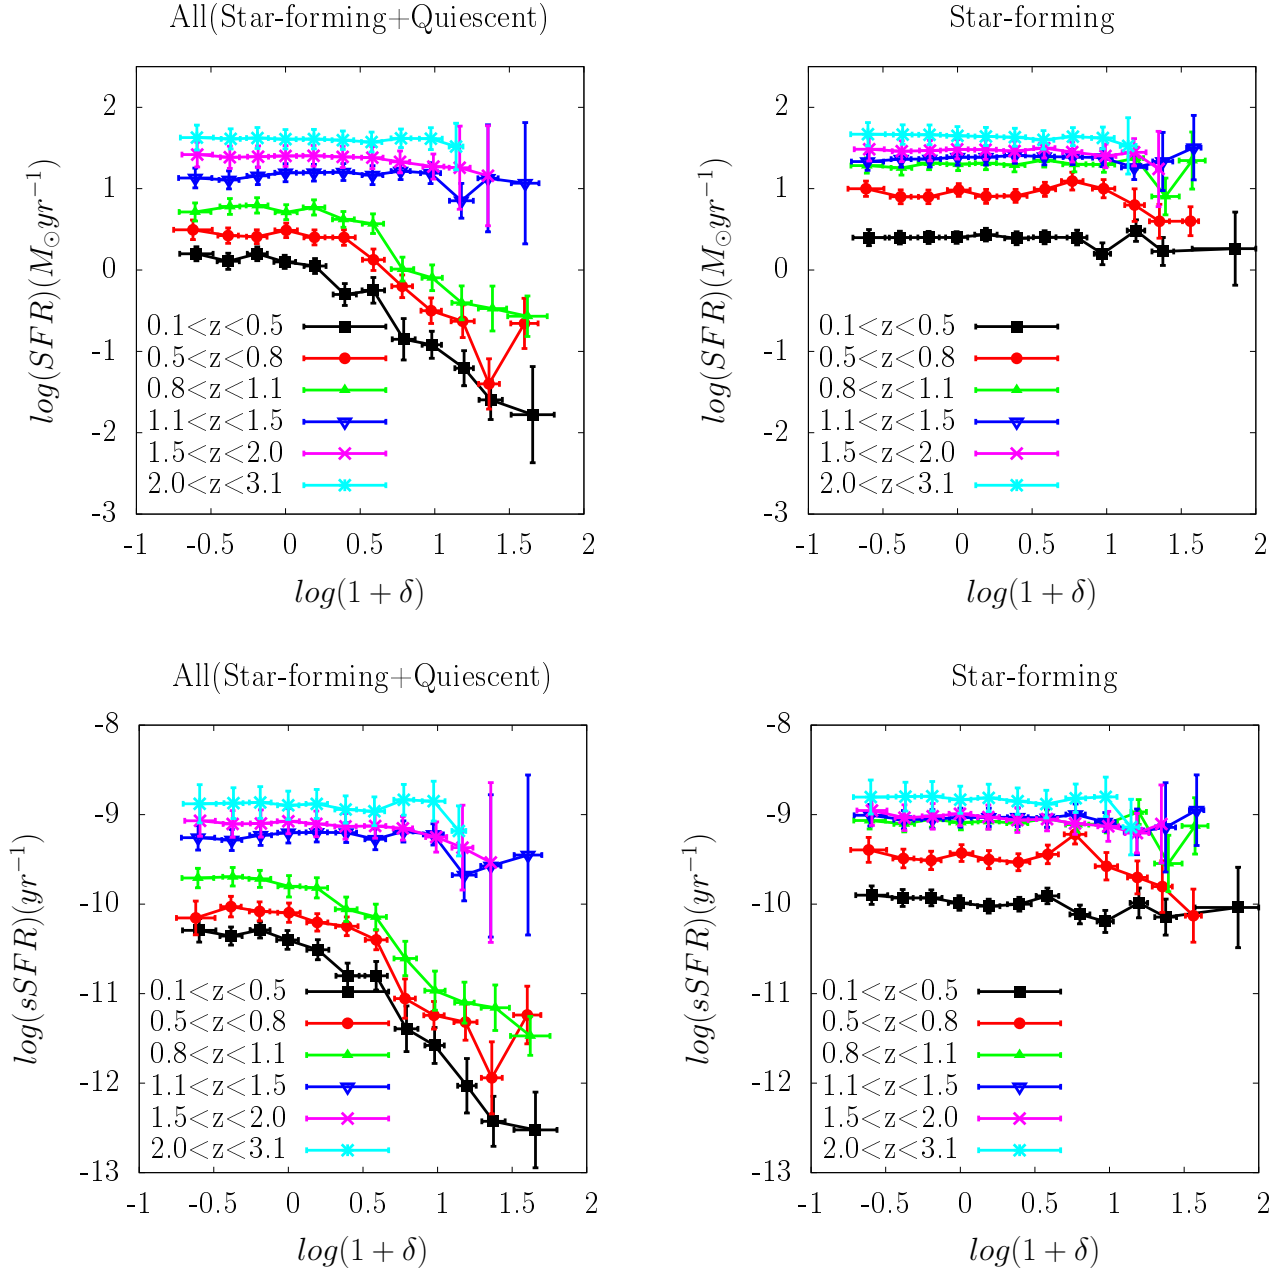 All(Star-forming+Quiescent)
log(SFR)(M⊙yr⁻¹)
2
1
0
-1
-2
-3
0.1<z<0.5
0.5<z<0.8
0.8<z<1.1
1.1<z<1.5
1.5<z<2.0
2.0<z<3.1
-1 -0.5 0 0.5 1 1.5 2
log(1 + δ)
Star-forming
log(SFR)(M⊙yr⁻¹)
2
1
0
-1
-2
-3
0.1<z<0.5
0.5<z<0.8
0.8<z<1.1
1.1<z<1.5
1.5<z<2.0
2.0<z<3.1
-1 -0.5 0 0.5 1 1.5 2
log(1 + δ)
All(Star-forming+Quiescent)
log(sSFR)(yr⁻¹)
-8
-9
-10
-11
-12
-13
0.1<z<0.5
0.5<z<0.8
0.8<z<1.1
1.1<z<1.5
1.5<z<2.0
2.0<z<3.1
-1 -0.5 0 0.5 1 1.5 2
log(1 + δ)
Star-forming
log(sSFR)(yr⁻¹)
-8
-9
-10
-11
-12
-13
0.1<z<0.5
0.5<z<0.8
0.8<z<1.1
1.1<z<1.5
1.5<z<2.0
2.0<z<3.1
-1 -0.5 0 0.5 1 1.5 2
log(1 + δ)